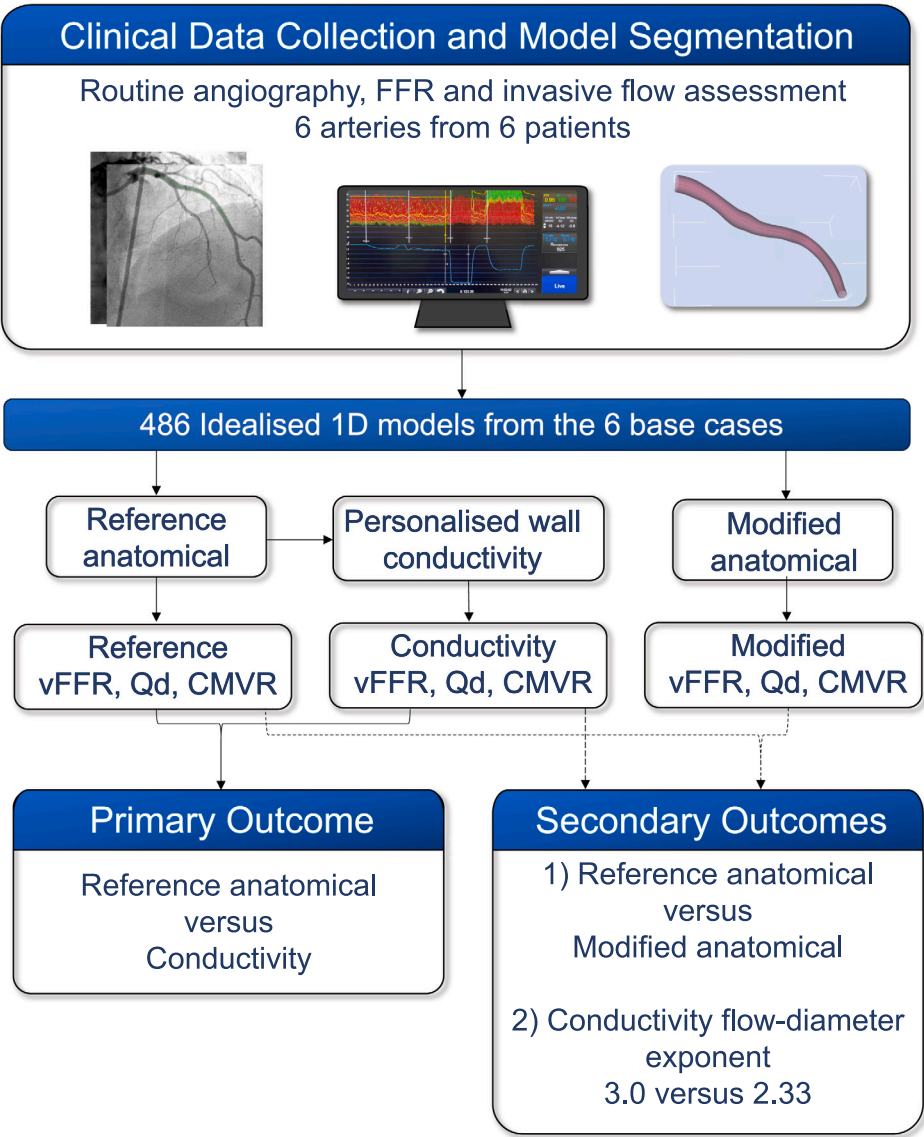 Clinical Data Collection and Model Segmentation
Routine angiography, FFR and invasive flow assessment
6 arteries from 6 patients
Live
486 Idealised 1D models from the 6 base cases
Reference
anatomical
Personalised wall
conductivity
Modified
anatomical
Reference
vFFR, Qd, CMVR
Conductivity
vFFR, Qd, CMVR
Modified
vFFR, Qd, CMVR
Primary Outcome
Reference anatomical
versus
Conductivity
Secondary Outcomes
1) Reference anatomical
versus
Modified anatomical
2) Conductivity flow-diameter
exponent
3.0 versus 2.33